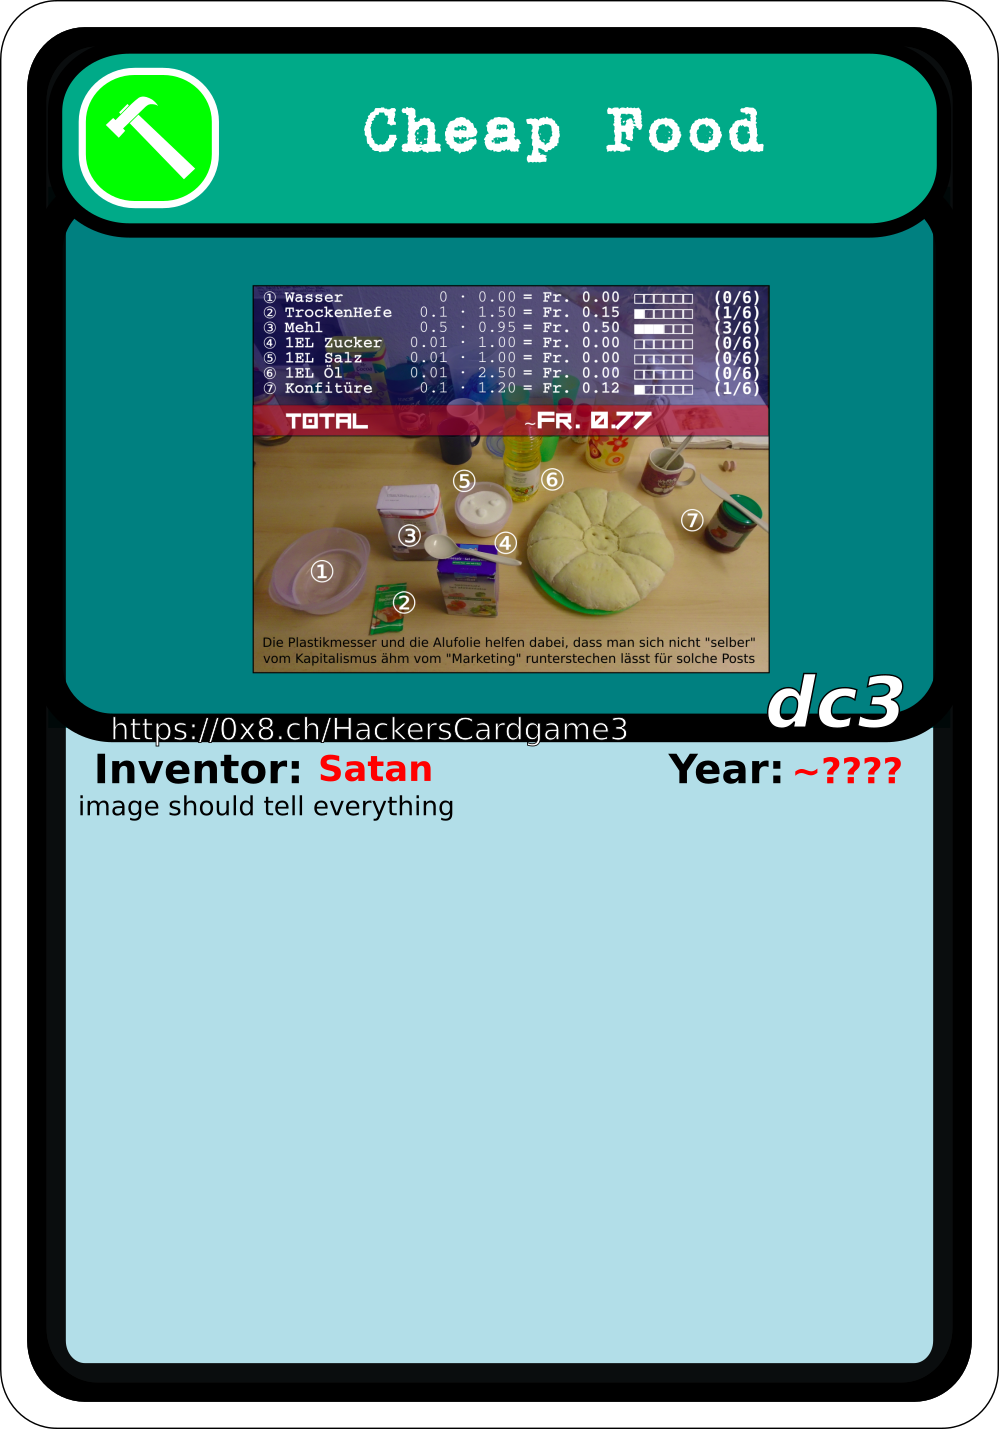 Cheap Food
① Wasser 0 · 0.00 = Fr. 0.00 □□□□□□ (0/6)
② TrockenHefe 0.1 · 1.50 = Fr. 0.15 ■□□□□□ (1/6)
③ Mehl 0.5 · 0.95 = Fr. 0.50 ■■■□□□ (3/6)
④ 1EL Zucker 0.01 · 1.00 = Fr. 0.00 □□□□□□ (0/6)
⑤ 1EL Salz 0.01 · 1.00 = Fr. 0.00 □□□□□□ (0/6)
⑥ 1EL Öl 0.01 · 2.50 = Fr. 0.00 □□□□□□ (0/6)
⑦ Konfitüre 0.1 · 1.20 = Fr. 0.12 ■□□□□□ (1/6)
TOTAL ~FR. 0.77
⑤ ⑥
⑦
③ ④
①
②
Die Plastikmesser und die Alufolie helfen dabei, dass man sich nicht "selber"
vom Kapitalismus ähm vom "Marketing" runterstechen lässt für solche Posts
dc3
https://0x8.ch/HackersCardgame3
Inventor: Satan Year: ~????
image should tell everything